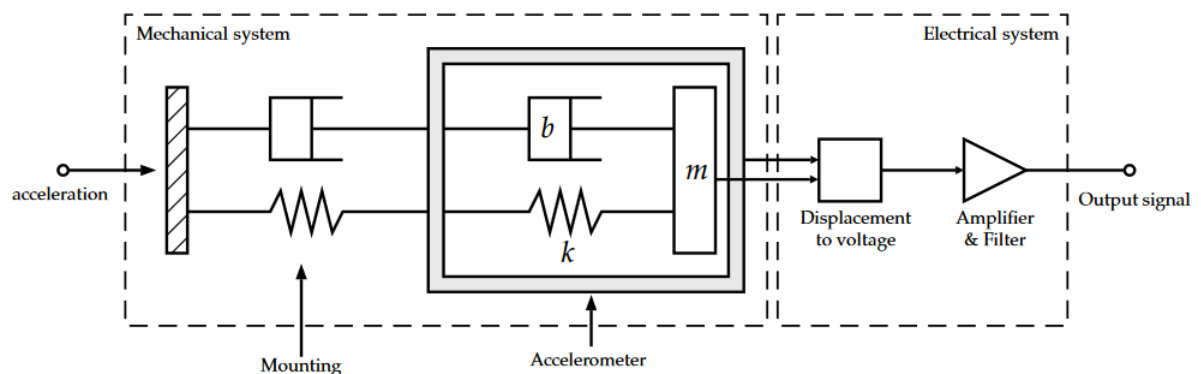 Mechanical system
Electrical system
b
m
k
acceleration
Displacement
to voltage
Amplifier
& Filter
Output signal
Mounting
Accelerometer